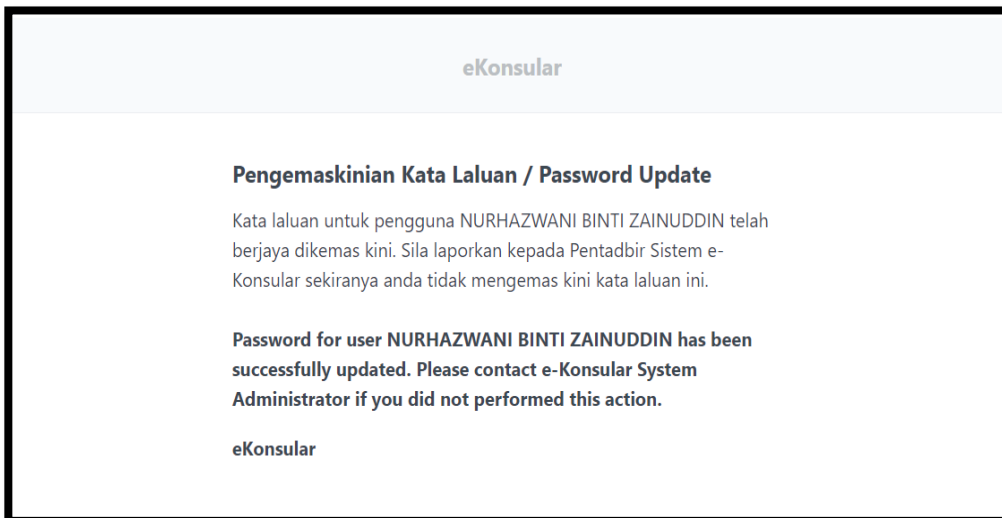 eKonsular
Pengemaskinian Kata Laluan / Password Update
Kata laluan untuk pengguna NURHAZWANI BINTI ZAINUDDIN telah
berjaya dikemas kini. Sila laporkan kepada Pentadbir Sistem e-
Konsular sekiranya anda tidak mengemas kini kata laluan ini.
Password for user NURHAZWANI BINTI ZAINUDDIN has been
successfully updated. Please contact e-Konsular System
Administrator if you did not performed this action.
eKonsular